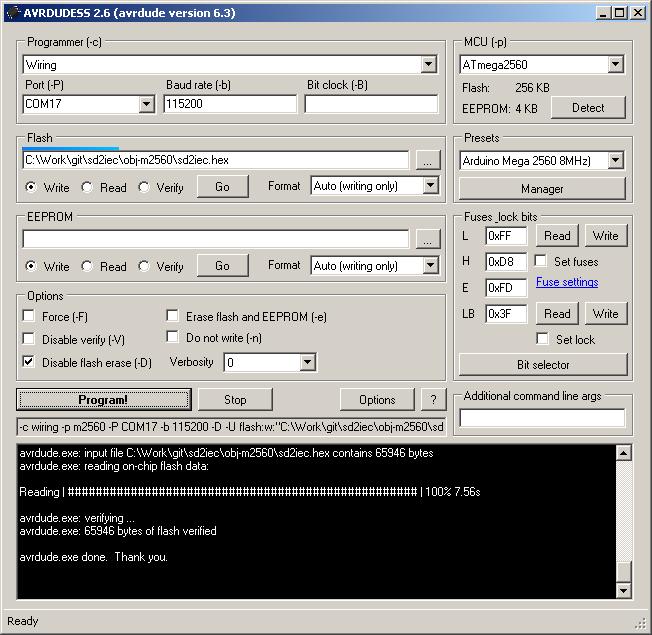 AVRDUDESS 2.6 (avrdude version 6.3)
Programmer (-c)
Wiring
Port (-P)
Baud rate (-b)
Bit clock (-B)
COM17
115200
MCU (-p)
ATmega2560
Flash: 256 KB
EEPROM: 4 KB
Detect
Flash
C:\Work\git\sd2iec\obj-m2560\sd2iec.hex
...
Write
Read
Verify
Go
Format
Auto (writing only)
Presets
Arduino Mega 2560 8MHz)
Manager
EEPROM
...
Write
Read
Verify
Go
Format
Auto (writing only)
Fuses_lock bits
L 0xFF Read Write
H 0xD8 Set fuses
E 0xFD Fuse settings
LB 0x3F Read Write
Set lock
Bit selector
Options
Force (-F)
Erase flash and EEPROM (-e)
Disable verify (-V)
Do not write (-n)
Disable flash erase (-D)
Verbosity 0
Program!
Stop
Options
?
Additional command line args
-c wiring -p m2560 -P COM17 -b 115200 -D -U flash:w:"C:\Work\git\sd2iec\obj-m2560\sd
avrdude.exe: input file C:\Work\git\sd2iec\obj-m2560\sd2iec.hex contains 65946 bytes
avrdude.exe: reading on-chip flash data:
Reading | ################################################## | 100% 7.56s
avrdude.exe: verifying ...
avrdude.exe: 65946 bytes of flash verified
avrdude.exe done. Thank you.
Ready